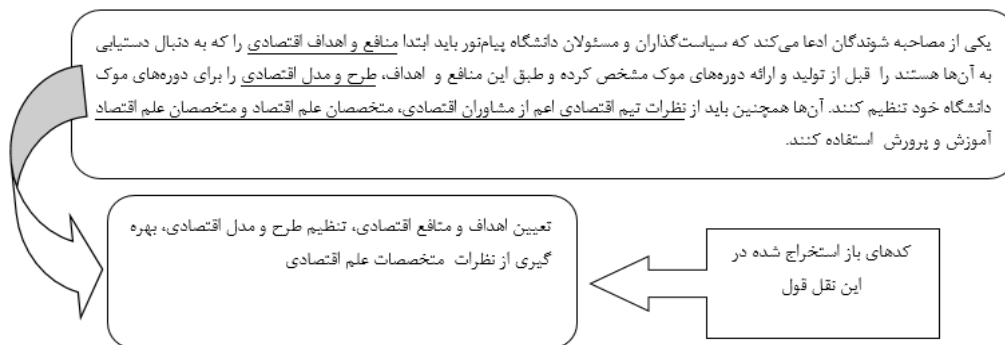 یکی از مصاحبه شوندگان ادعا می‌کند که سیاست‌گذاران و مسئولان دانشگاه پیام‌نور باید ابتدا منافع و اهداف اقتصادی را که به دنبال دستیابی
به آن‌ها هستند را قبل از تولید و ارائه دوره‌های موک مشخص کرده و طبق این منافع و اهداف، طرح و مدل اقتصادی را برای دوره‌های موک
دانشگاه خود تنظیم کنند. آن‌ها همچنین باید از نظرات تیم اقتصادی اعم از مشاوران اقتصادی، متخصصان علم اقتصاد و متخصصان علم اقتصاد
آموزش و پرورش استفاده کنند.
تعیین اهداف و منافع اقتصادی، تنظیم طرح و مدل اقتصادی، بهره
گیری از نظرات متخصصات علم اقتصادی
کدهای باز استخراج شده در
این نقل قول